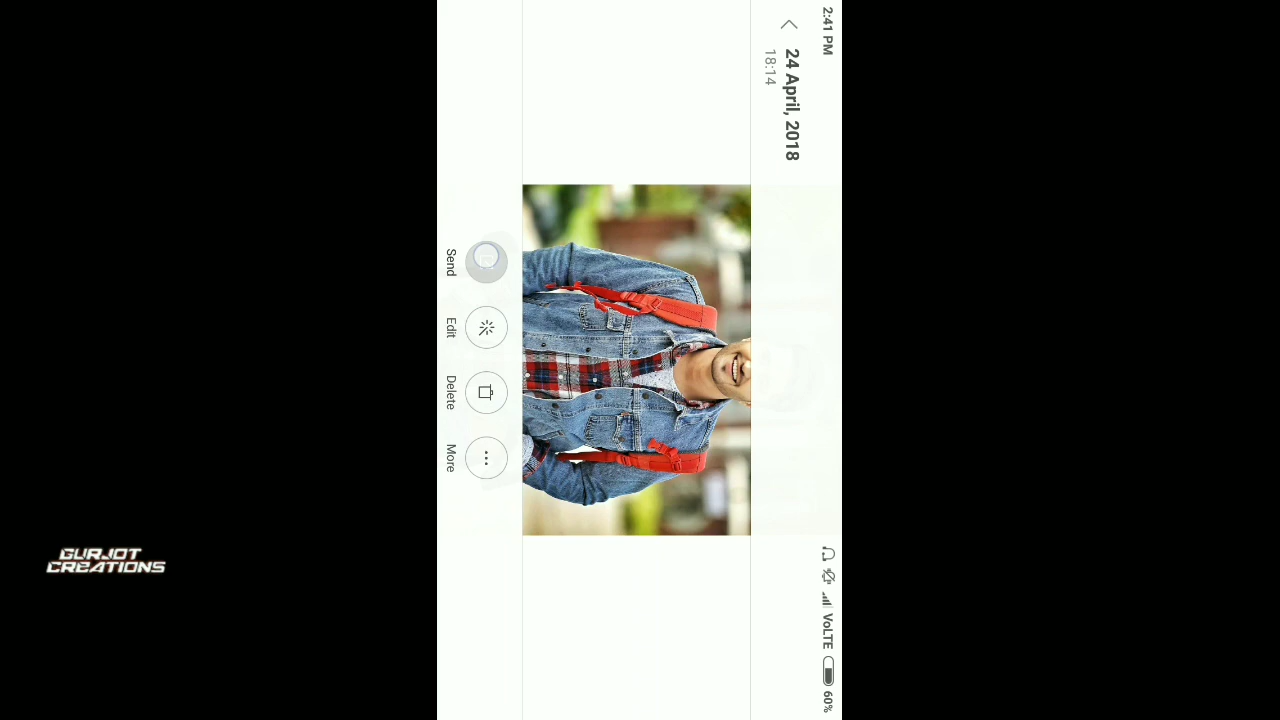 2:41 PM
VoLTE 60%
24 April, 2018
18:14
Send
Edit
Delete
More
GURJOT
CREATIONS